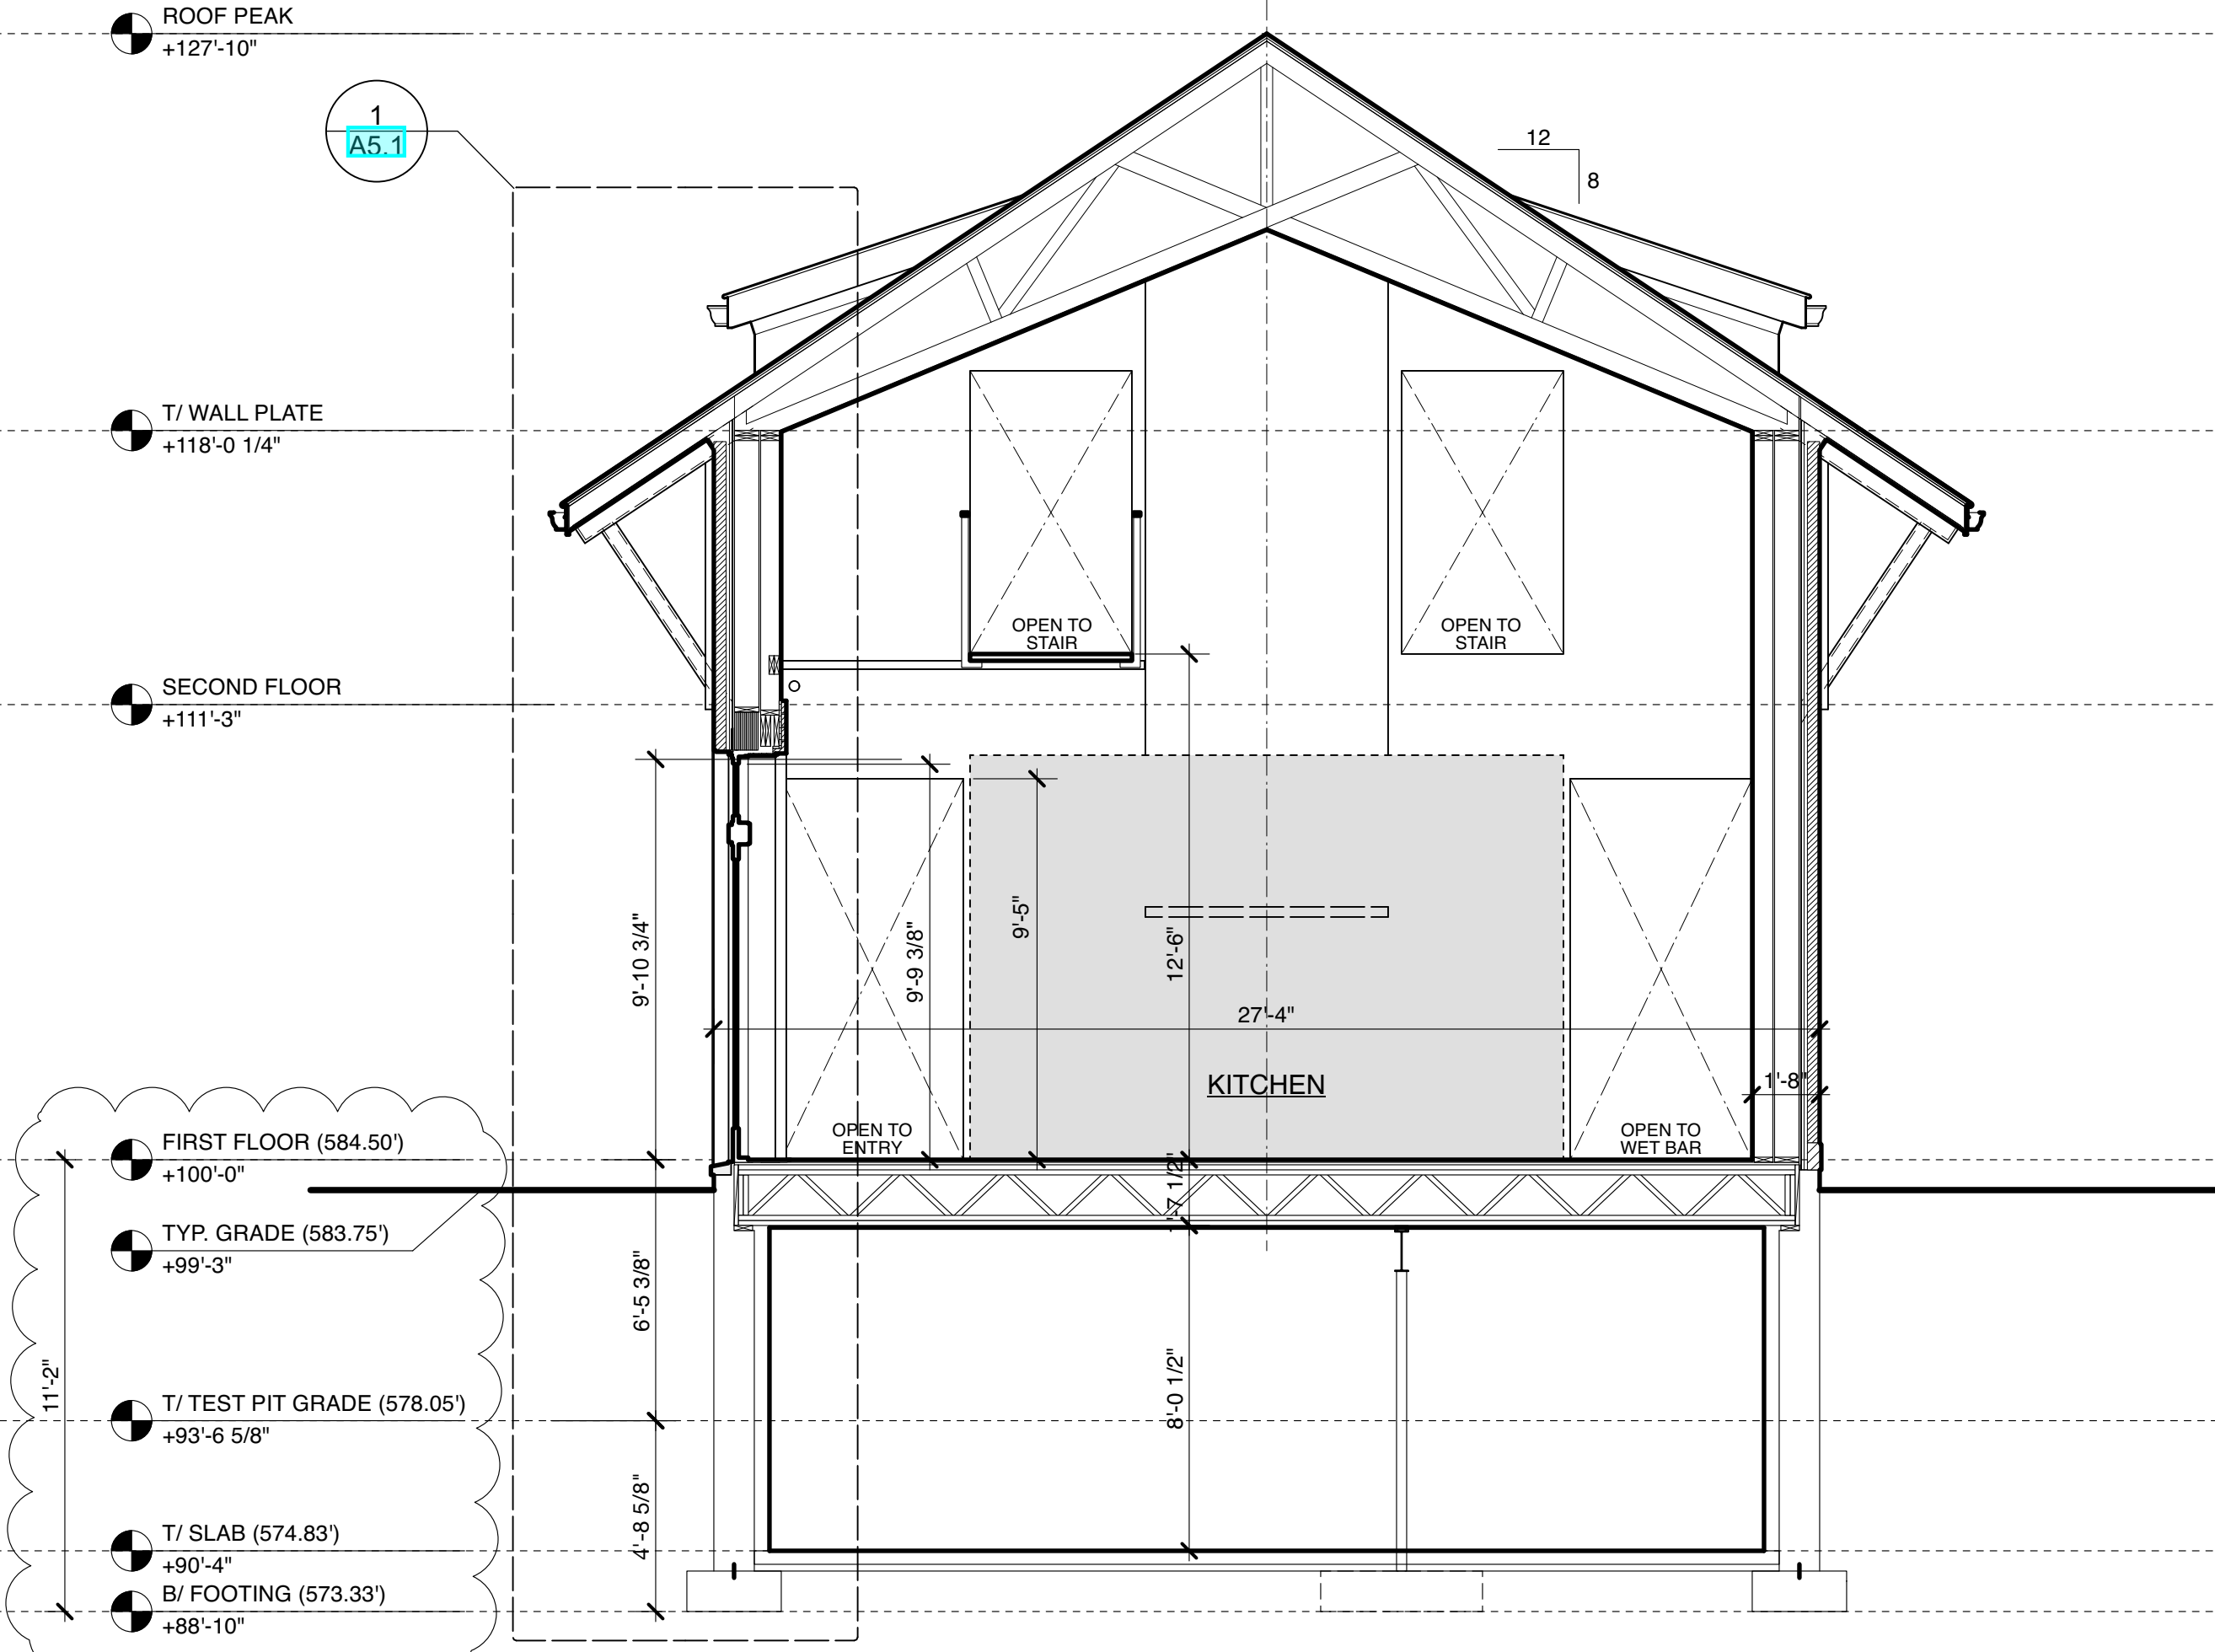 ROOF PEAK
+127'-10"
1
A5.1
12
8
T/ WALL PLATE
+118'-0 1/4"
OPEN TO
STAIR
OPEN TO
STAIR
SECOND FLOOR
+111'-3"
9'-10 3/4"
9'-9 3/8"
9'-5"
12'-6"
27'-4"
KITCHEN
1'-8"
OPEN TO
ENTRY
OPEN TO
WET BAR
FIRST FLOOR (584.50')
+100'-0"
1'-7 1/2"
TYP. GRADE (583.75')
+99'-3"
6'-5 3/8"
11'-2"
8'-0 1/2"
T/ TEST PIT GRADE (578.05')
+93'-6 5/8"
4'-8 5/8"
T/ SLAB (574.83')
+90'-4"
B/ FOOTING (573.33')
+88'-10"